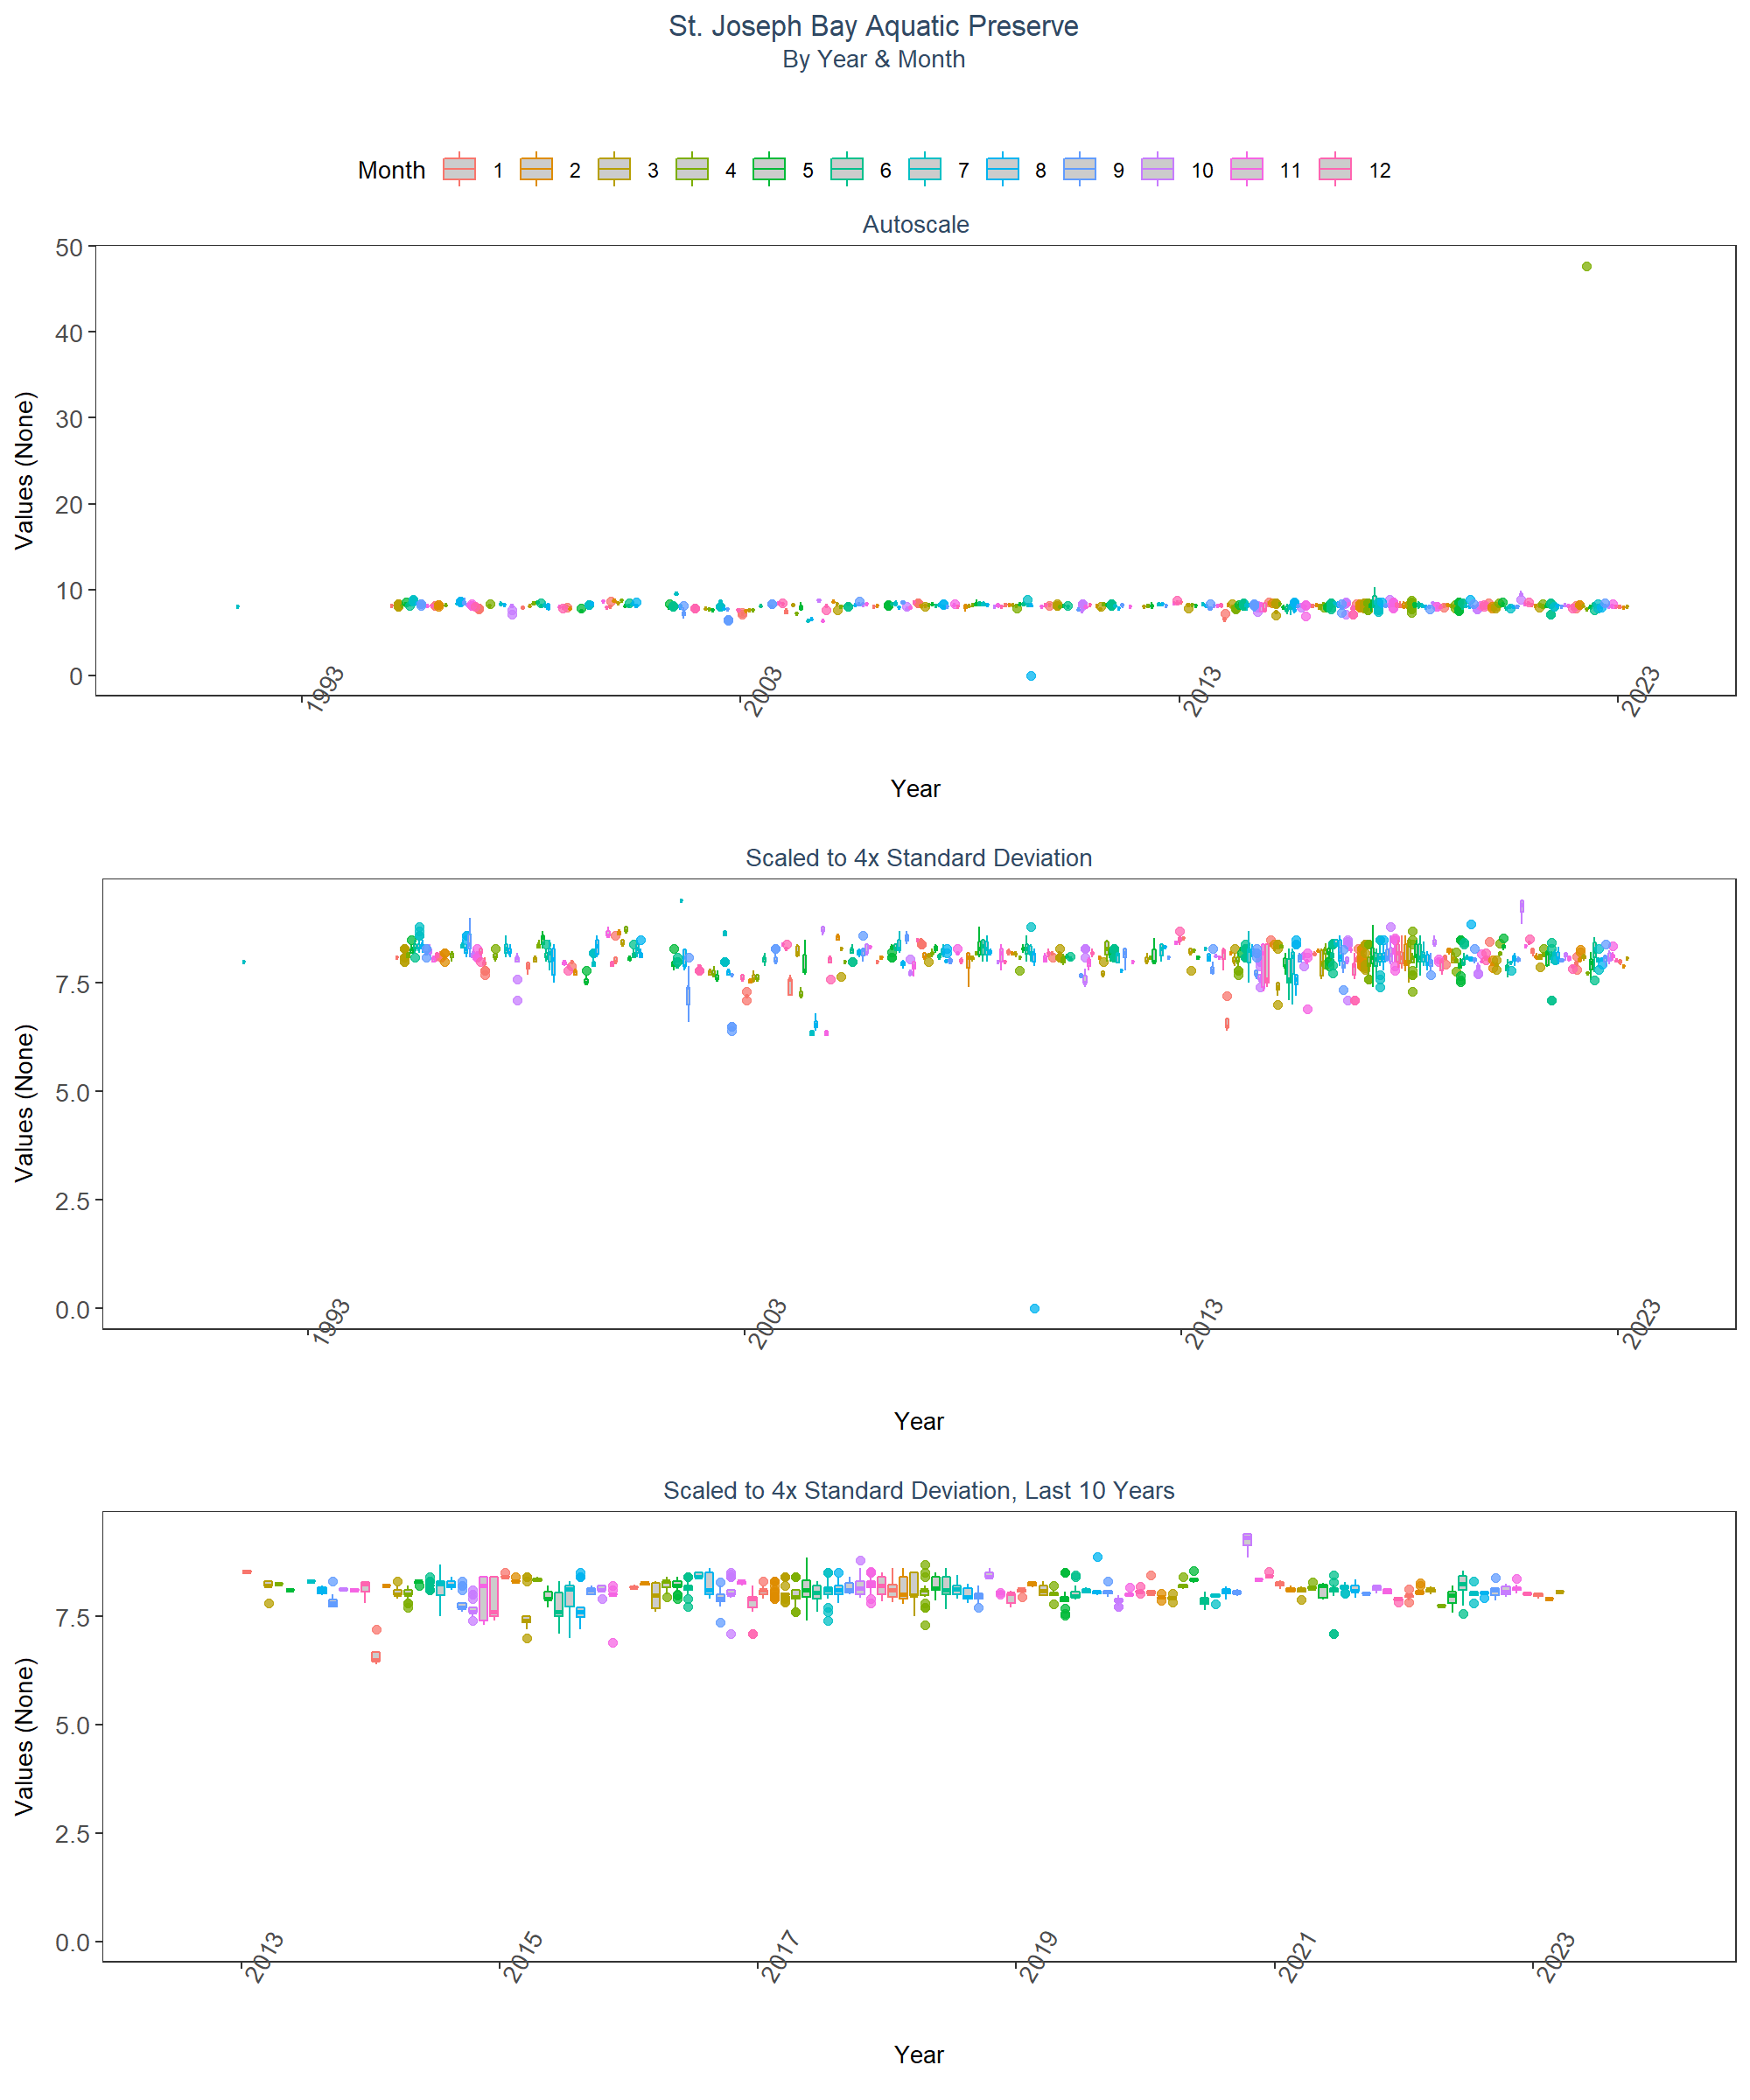 St. Joseph Bay Aquatic Preserve
By Year & Month
Month 1 2 3 4 5 6 7 8 9 10 11 12
Autoscale
50
40
30
20
10
0
Values (None)
1993 2003 2013 2023
Year
Scaled to 4x Standard Deviation
7.5
5.0
2.5
0.0
Values (None)
1993 2003 2013 2023
Year
Scaled to 4x Standard Deviation, Last 10 Years
7.5
5.0
2.5
0.0
Values (None)
2013 2015 2017 2019 2021 2023
Year